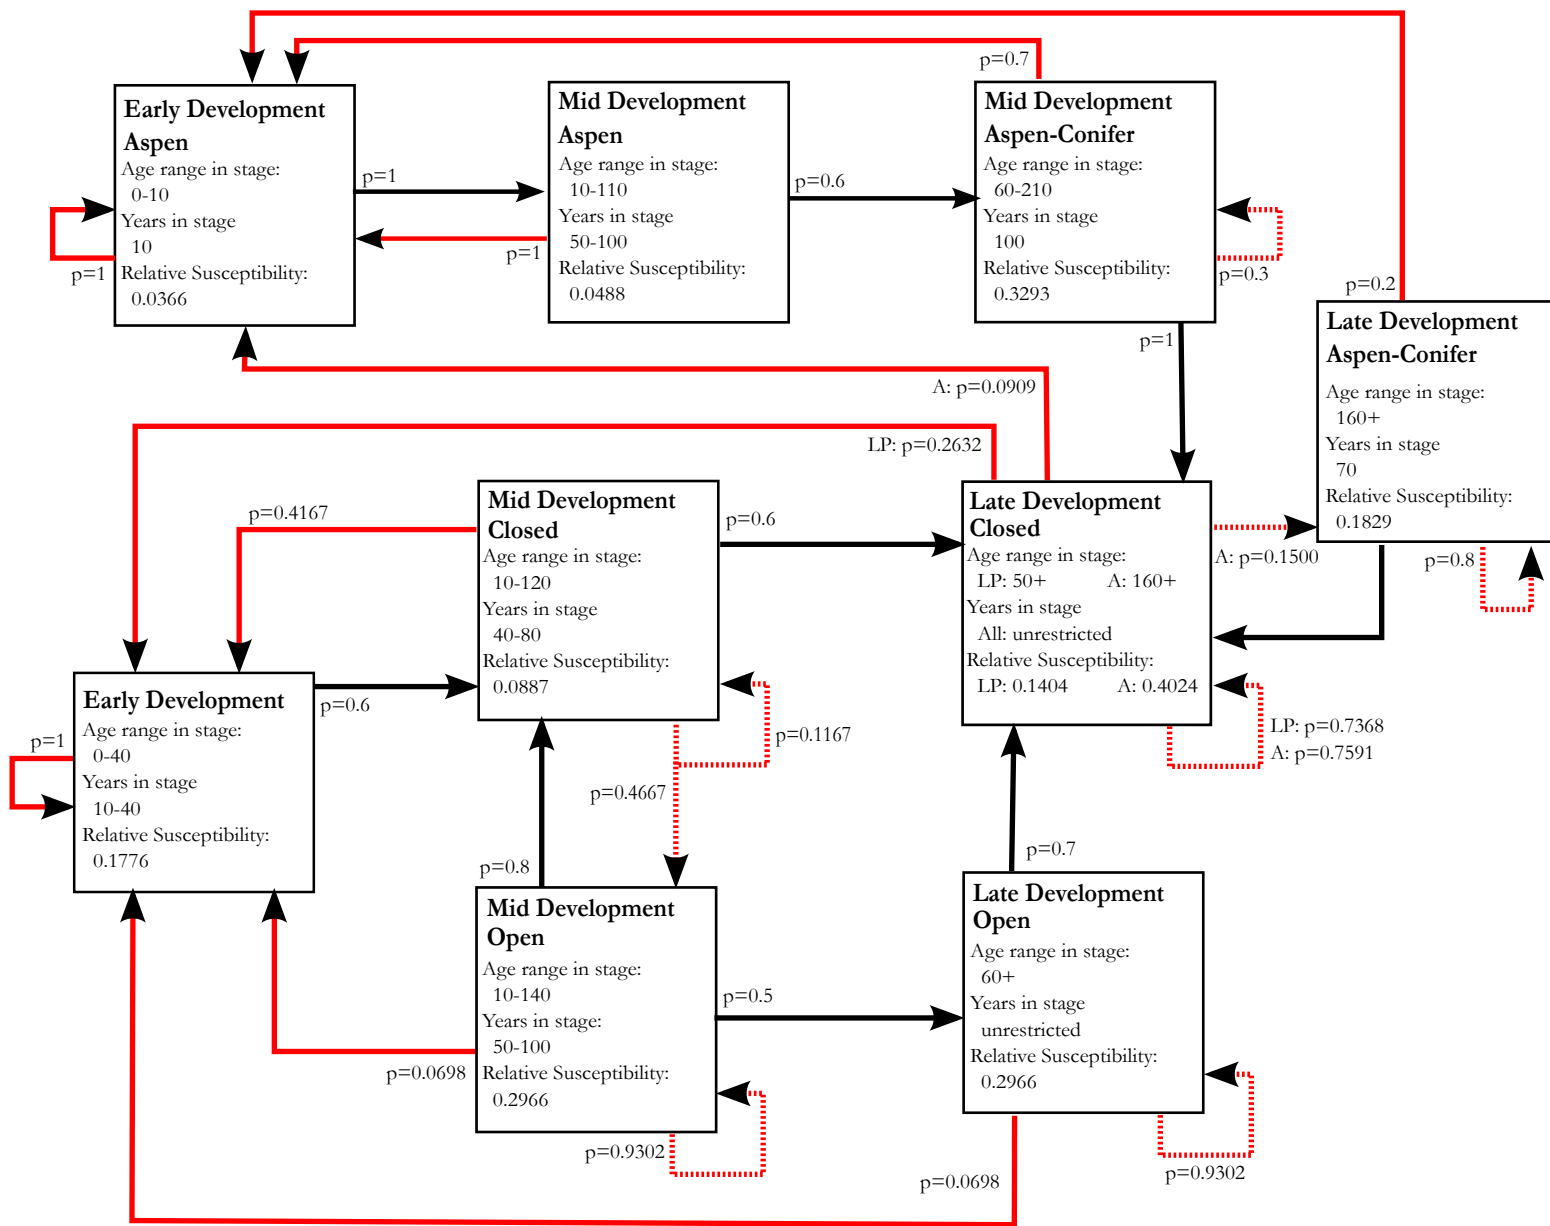 p=0.7
Early Development
Aspen
Age range in stage:
0-10
Years in stage
10
Relative Susceptibility:
0.0366
p=1
p=1
Mid Development
Aspen
Age range in stage:
10-110
Years in stage
50-100
Relative Susceptibility:
0.0488
p=1
p=0.6
Mid Development
Aspen-Conifer
Age range in stage:
60-210
Years in stage
100
Relative Susceptibility:
0.3293
p=0.3
p=1
p=0.2
Late Development
Aspen-Conifer
Age range in stage:
160+
Years in stage
70
Relative Susceptibility:
0.1829
p=0.8
A: p=0.0909
LP: p=0.2632
p=0.4167
Mid Development
Closed
Age range in stage:
10-120
Years in stage
40-80
Relative Susceptibility:
0.0887
p=0.6
Late Development
Closed
Age range in stage:
LP: 50+ A: 160+
Years in stage
All: unrestricted
Relative Susceptibility:
LP: 0.1404 A: 0.4024
A: p=0.1500
LP: p=0.7368
A: p=0.7591
Early Development
Age range in stage:
0-40
Years in stage
10-40
Relative Susceptibility:
0.1776
p=1
p=0.6
p=0.1167
p=0.4667
p=0.8
p=0.7
Mid Development
Open
Age range in stage:
10-140
Years in stage:
50-100
Relative Susceptibility:
0.2966
p=0.0698
p=0.9302
p=0.5
Late Development
Open
Age range in stage:
60+
Years in stage
unrestricted
Relative Susceptibility:
0.2966
p=0.0698
p=0.9302